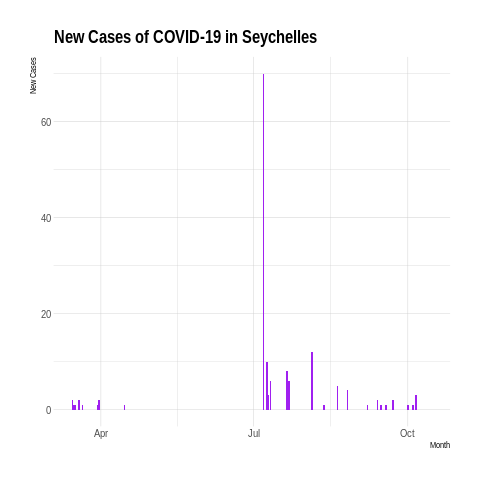 New Cases of COVID-19 in Seychelles
New Cases
60
40
20
0
Apr
Jul
Oct
Month